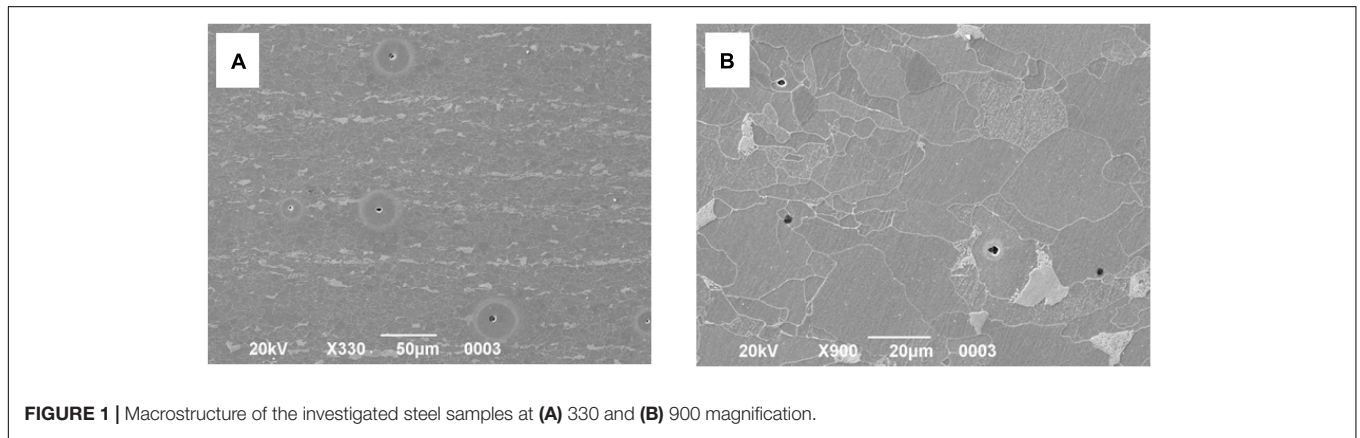 A
B
20kV X330 50μm 0003
20kV X900 20μm 0003
FIGURE 1 | Macrostructure of the investigated steel samples at (A) 330 and (B) 900 magnification.